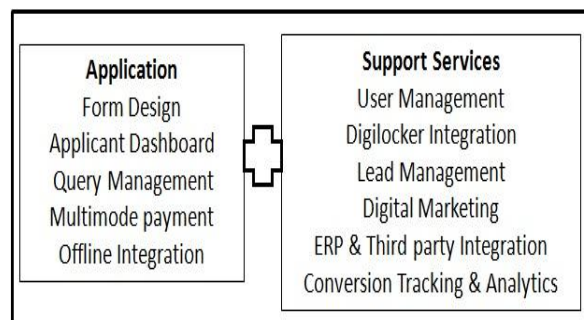 Application
Form Design
Applicant Dashboard
Query Management
Multimode payment
Offline Integration
Support Services
User Management
Digilocker Integration
Lead Management
Digital Marketing
ERP & Third party Integration
Conversion Tracking & Analytics